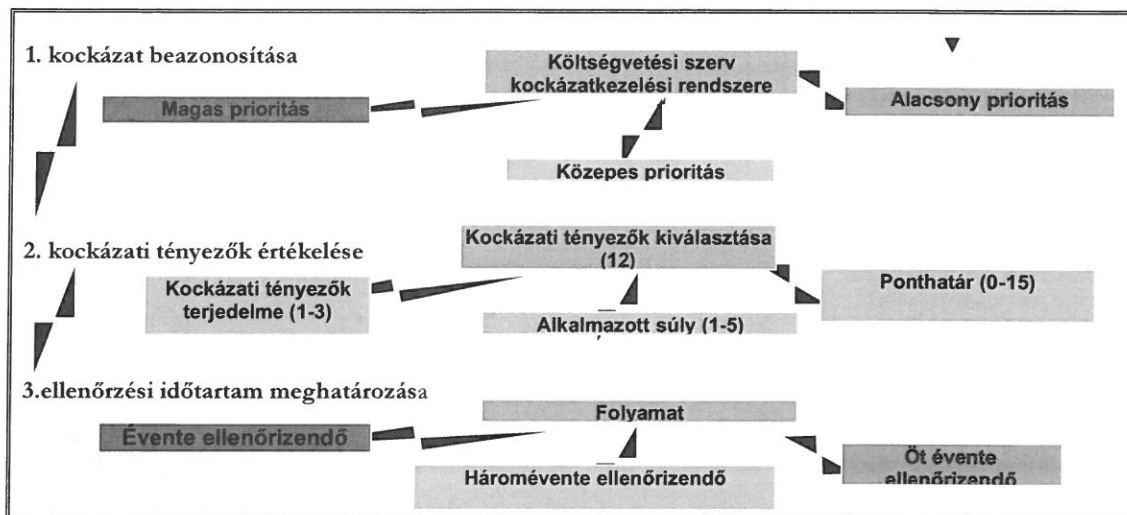 1. kockázat beazonosítása
Költségvetési szerv
kockázatkezelési rendszere
Magas prioritás
Alacsony prioritás
Közepes prioritás
2. kockázati tényezők értékelése
Kockázati tényezők kiválasztása
(12)
Kockázati tényezők
terjedelme (1-3)
Ponthatár (0-15)
Alkalmazott súly (1-5)
3.ellenőrzési időtartam meghatározása
Folyamat
Évente ellenőrizendő
Háromévente ellenőrizendő
Öt évente
ellenőrizendő